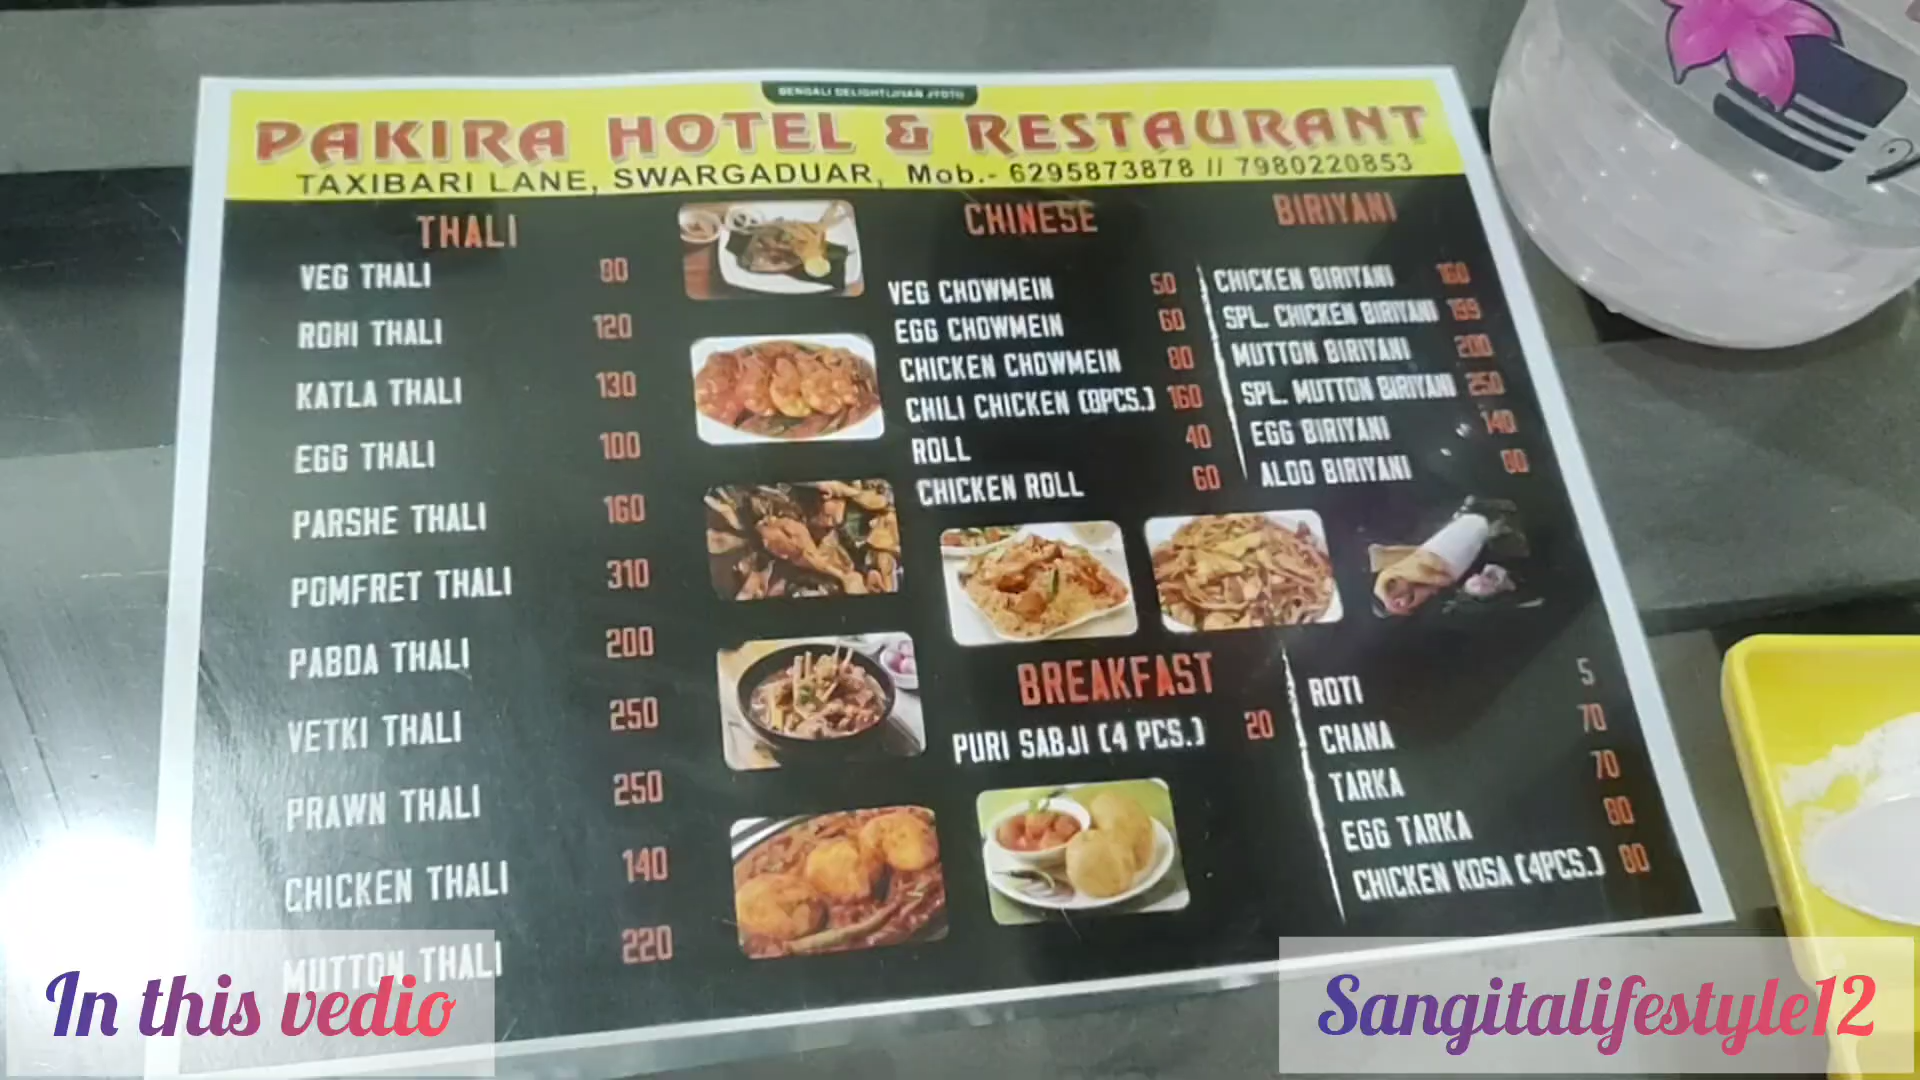 BENGALI DELIGHT
PAKIRA HOTEL & RESTAURANT
TAXIBARI LANE, SWARGADUAR, Mob.- 6295873878 // 7980220853
THALI
VEG THALI 90
ROHI THALI 120
KATLA THALI 130
EGG THALI 100
PARSHE THALI 160
POMFRET THALI 310
PABDA THALI 200
VETKI THALI 250
PRAWN THALI 250
CHICKEN THALI 140
MUTTON THALI 220
CHINESE
VEG CHOWMEIN 50
EGG CHOWMEIN 60
CHICKEN CHOWMEIN 80
CHILI CHICKEN (8PCS.) 160
ROLL 40
CHICKEN ROLL 60
BIRIYANI
CHICKEN BIRIYANI 160
SPL. CHICKEN BIRIYANI 199
MUTTON BIRIYANI 200
SPL. MUTTON BIRIYANI 250
EGG BIRIYANI 140
ALOO BIRIYANI
BREAKFAST
PURI SABJI (4 PCS.) 20
ROTI 5
CHANA 70
TARKA 70
EGG TARKA 80
CHICKEN KOSA (4PCS.) 80
In this vedio
Sangitalifestyle12